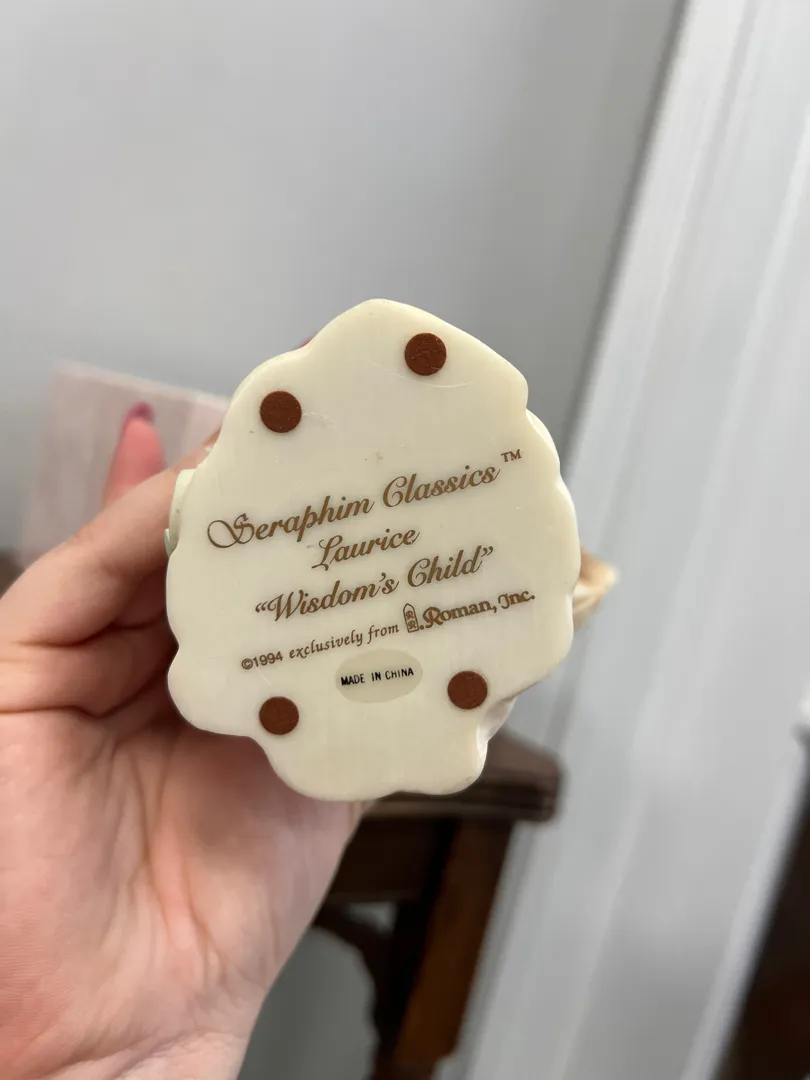 Seraphim Classics™
Laurice
“Wisdom's Child”
©1994 exclusively from Roman, Inc.
MADE IN CHINA